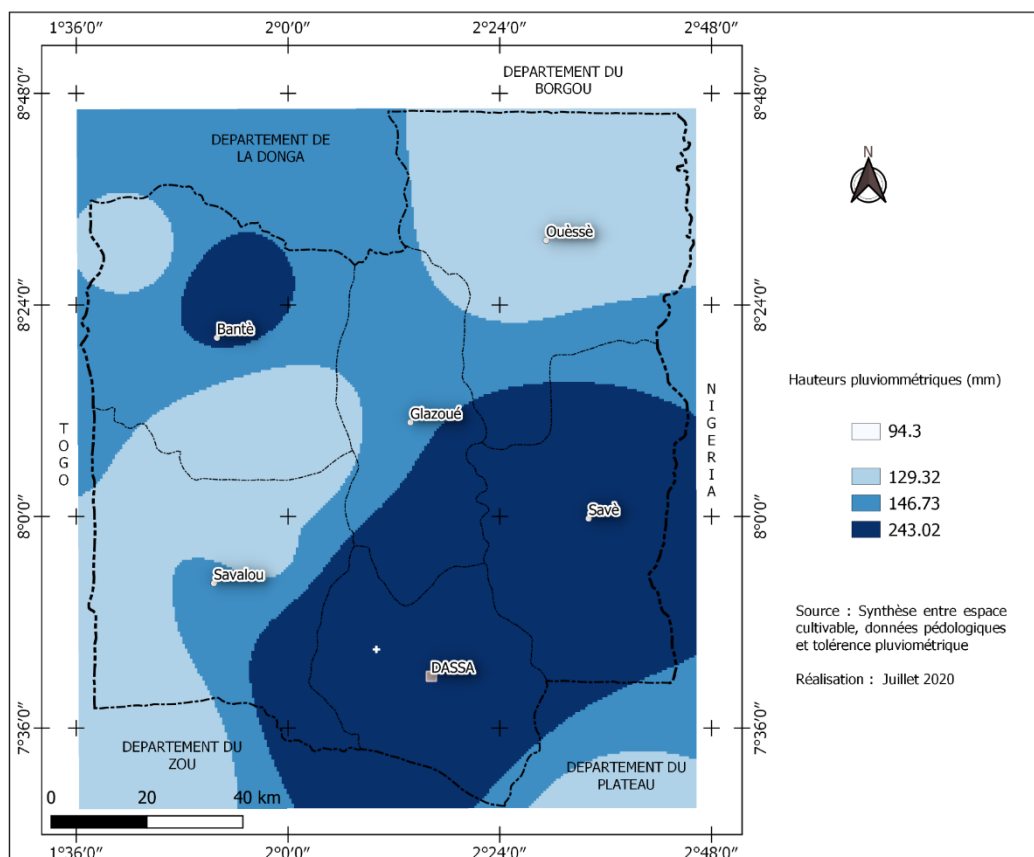 1°36′0″ 2°0′0″ 2°24′0″ 2°48′0″
8°48′0″ 8°48′0″
DEPARTEMENT DU
BORGOU
DEPARTEMENT DE
LA DONGA
N
Ouèssè
8°24′0″ 8°24′0″
Bantè
Hauteurs pluviommétriques (mm)
Glazoué
TOGO
NIGERIA
94.3
129.32
146.73
243.02
8°0′0″ 8°0′0″
Savè
Savalou
Source : Synthèse entre espace
cultivable, données pédologiques
et tolérence pluviométrique
DASSA
Réalisation : Juillet 2020
7°36′0″ 7°36′0″
DEPARTEMENT DU
ZOU
DEPARTEMENT DU
PLATEAU
0 20 40 km
1°36′0″ 2°0′0″ 2°24′0″ 2°48′0″